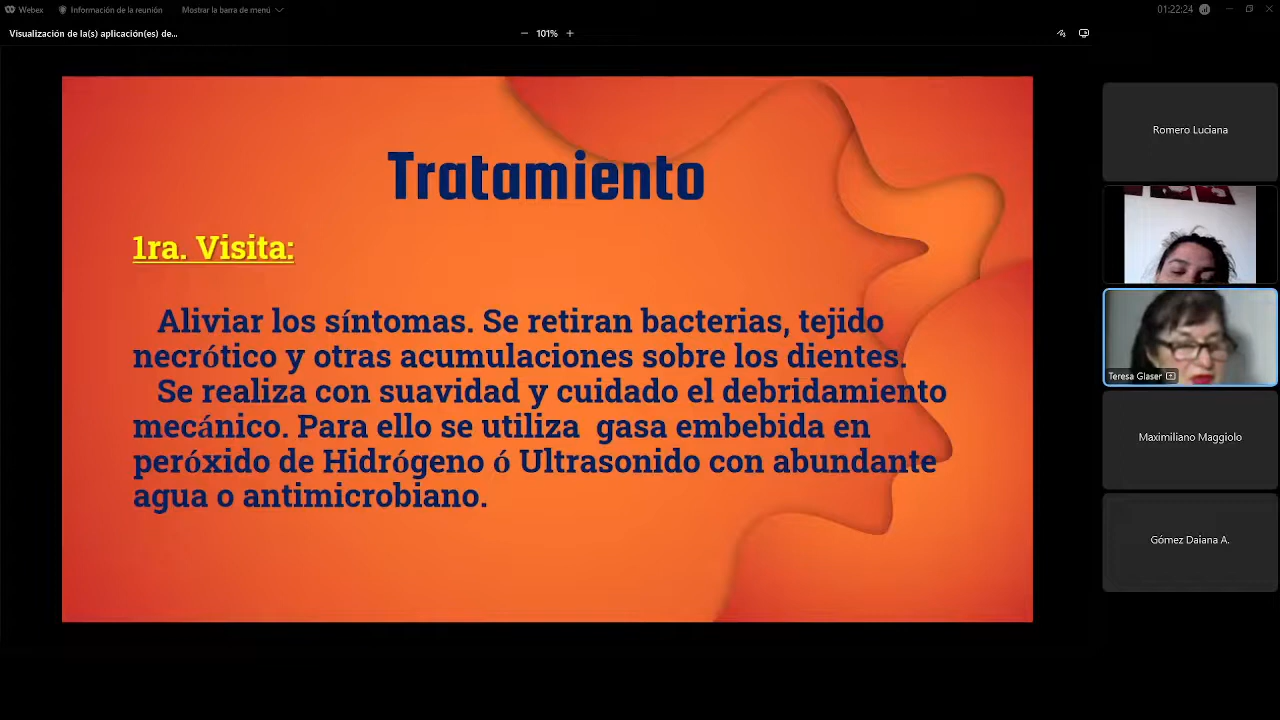 Webex
Información de la reunión
Mostrar la barra de menú
01:22:24
Visualización de la(s) aplicación(es) de...
101%
Tratamiento
1ra. Visita:
Aliviar los síntomas. Se retiran bacterias, tejido
necrótico y otras acumulaciones sobre los dientes.
Se realiza con suavidad y cuidado el debridamiento
mecánico. Para ello se utiliza gasa embebida en
peróxido de Hidrógeno ó Ultrasonido con abundante
agua o antimicrobiano.
Romero Luciana
Teresa Glaser
Maximiliano Maggiolo
Gómez Daiana A.